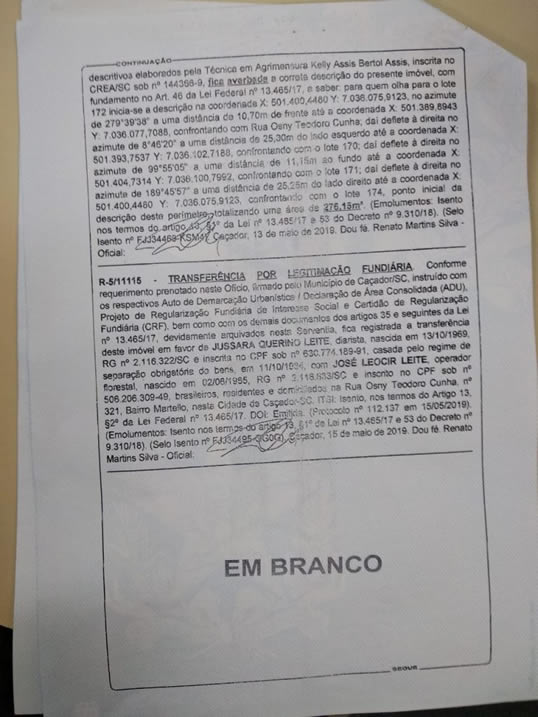 CONTINUAÇÃO
descritivos elaborados pela Técnica em Agrimensura Kelly Assis Bertol Assis, inscrita no
CREA/SC sob nº 144368-9, fica averbada a correta descrição do presente imóvel, com
fundamento no Art. 46 da Lei Federal nº 13.465/17, a saber: para quem olha para o lote
172 inicia-se a descrição na coordenada X: 501.400,4460 Y: 7.036.075,9123, no azimute
de 279°39'38" a uma distância de 10,70m de frente até a coordenada X: 501.389,8943
Y: 7.036.077,7088, confrontando com Rua Osny Teodoro Cunha; daí deflete à direita no
azimute de 8°46'20" a uma distância de 25,30m do lado esquerdo até a coordenada X:
501.393,7537 Y: 7.036.102,7188, confrontando com o lote 170; daí deflete à direita no
azimute de 99°55'05" a uma distância de 11,15m ao fundo até a coordenada X:
501.404,7314 Y: 7.036.100,7992, confrontando com o lote 171; daí deflete à direita no
azimute de 189°45'57" a uma distância de 25,25m do lado direito até a coordenada X:
501.400,4460 Y: 7.036.075,9123, confrontando com o lote 174, ponto inicial da
descrição deste perímetro, totalizando uma área de 276,15m². (Emolumentos: Isento
nos termos do artigo 13, §1º da Lei nº 13.465/17 e 53 do Decreto nº 9.310/18). (Selo
Isento nº FJJ34469-KSM4). Caçador, 13 de maio de 2019. Dou fé. Renato Martins Silva -
Oficial:
R-5/11115 - TRANSFERÊNCIA POR LEGITIMAÇÃO FUNDIÁRIA. Conforme
requerimento prenotado neste Ofício, firmado pelo Município de Caçador/SC, instruído com
os respectivos Auto de Demarcação Urbanística / Declaração de Área Consolidada (ADU),
Projeto de Regularização Fundiária de Interesse Social e Certidão de Regularização
Fundiária (CRF), bem como com os demais documentos dos artigos 35 e seguintes da Lei
nº 13.465/17, devidamente arquivados nesta Serventia, fica registrada a transferência
deste imóvel em favor de JUSSARA QUERINO LEITE, diarista, nascida em 13/10/1969,
RG nº 2.116.322/SC e inscrita no CPF sob nº 630.774.189-91, casada pelo regime de
separação obrigatória de bens, em 11/10/1984, com JOSÉ LEOCIR LEITE, operador
florestal, nascido em 02/06/1955, RG nº 2.116.633/SC e inscrito no CPF sob nº
506.206.309-49, brasileiros, residentes e domiciliados na Rua Osny Teodoro Cunha, nº
321, Bairro Martello, nesta Cidade de Caçador-SC. ITBI: Isento, nos termos do Artigo 13,
§2º da Lei Federal nº 13.465/17. DOI: Emitida. (Protocolo nº 112.137 em 15/05/2019).
(Emolumentos: Isento nos termos do artigo 13, §1º da Lei nº 13.465/17 e 53 do Decreto nº
9.310/18). (Selo Isento nº Caçador, 15 de maio de 2019. Dou fé. Renato
Martins Silva - Oficial:
EM BRANCO
SEGUE